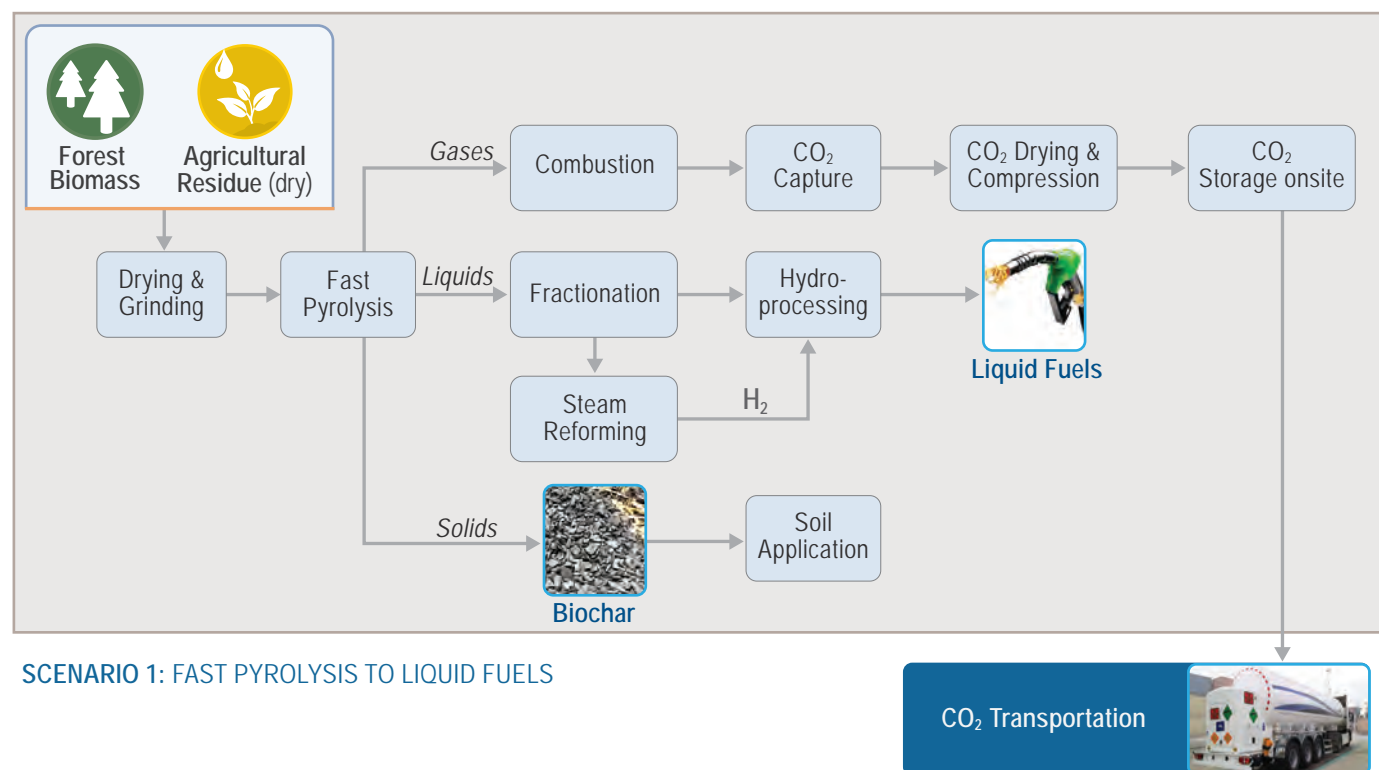 Forest
Biomass
Agricultural
Residue (dry)
Gases
Combustion
CO₂
Capture
CO₂ Drying &
Compression
CO₂
Storage onsite
Drying &
Grinding
Fast
Pyrolysis
Liquids
Fractionation
Hydro-
processing
Liquid Fuels
Steam
Reforming
H₂
Solids
Biochar
Soil
Application
SCENARIO 1: FAST PYROLYSIS TO LIQUID FUELS
CO₂ Transportation